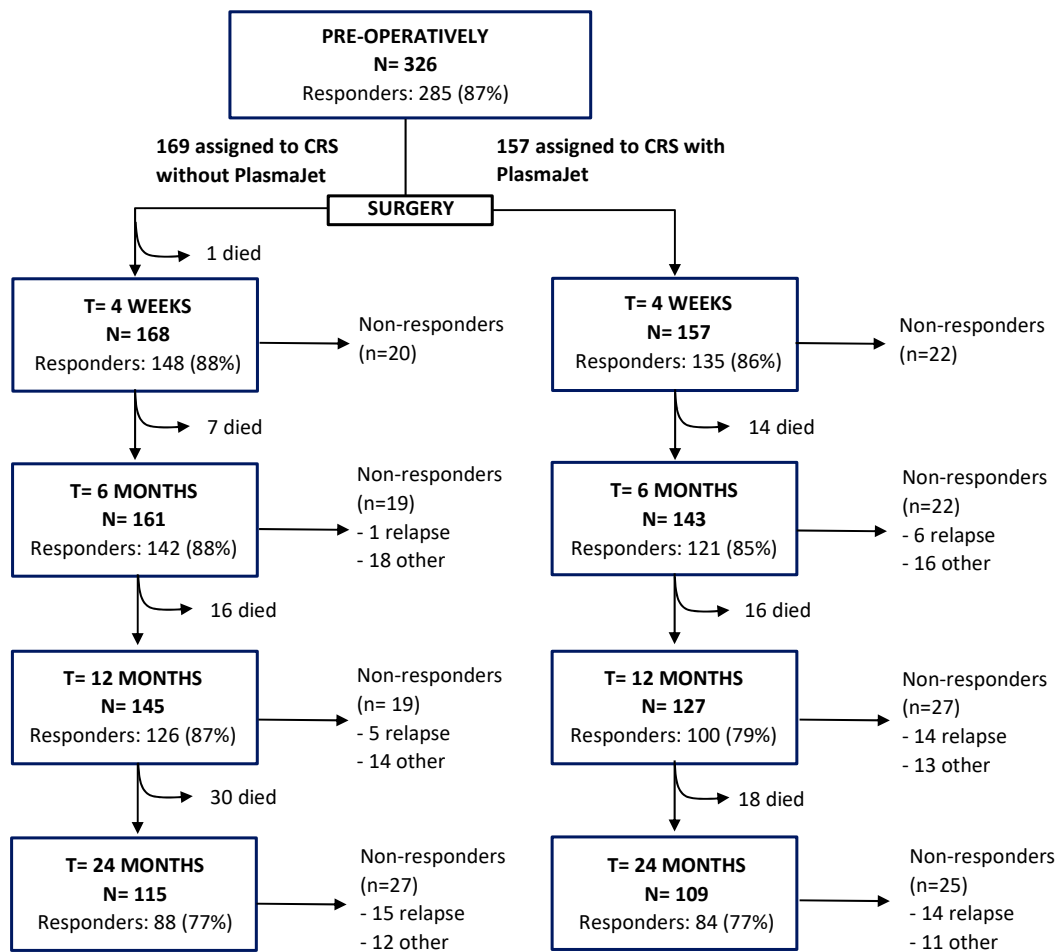 PRE-OPERATIVELY
N= 326
Responders: 285 (87%)
169 assigned to CRS
without PlasmaJet
157 assigned to CRS with
PlasmaJet
SURGERY
1 died
T= 4 WEEKS
N= 168
Responders: 148 (88%)
Non-responders
(n=20)
T= 4 WEEKS
N= 157
Responders: 135 (86%)
Non-responders
(n=22)
7 died
14 died
T= 6 MONTHS
N= 161
Responders: 142 (88%)
Non-responders
(n=19)
- 1 relapse
- 18 other
T= 6 MONTHS
N= 143
Responders: 121 (85%)
Non-responders
(n=22)
- 6 relapse
- 16 other
16 died
16 died
T= 12 MONTHS
N= 145
Responders: 126 (87%)
Non-responders
(n= 19)
- 5 relapse
- 14 other
T= 12 MONTHS
N= 127
Responders: 100 (79%)
Non-responders
(n=27)
- 14 relapse
- 13 other
30 died
18 died
T= 24 MONTHS
N= 115
Responders: 88 (77%)
Non-responders
(n=27)
- 15 relapse
- 12 other
T= 24 MONTHS
N= 109
Responders: 84 (77%)
Non-responders
(n=25)
- 14 relapse
- 11 other